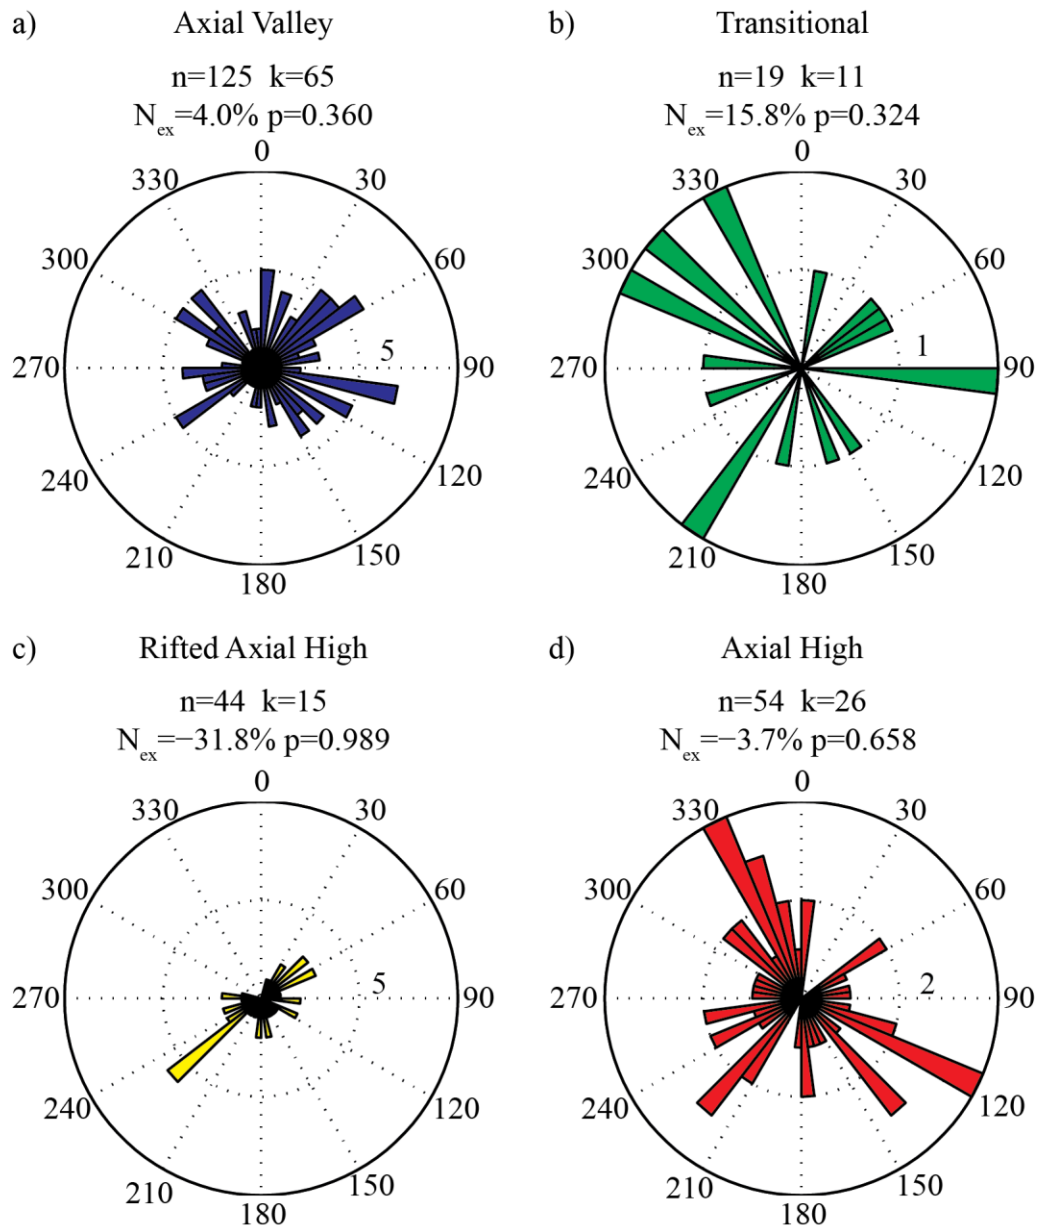 a) Axial Valley
n=125 k=65
Nex=4.0% p=0.360
0
330 30
300 60
270 5 90
240 120
210 150
180
b) Transitional
n=19 k=11
Nex=15.8% p=0.324
0
330 30
300 60
270 1 90
240 120
210 150
180
c) Rifted Axial High
n=44 k=15
Nex=−31.8% p=0.989
0
330 30
300 60
270 5 90
240 120
210 150
180
d) Axial High
n=54 k=26
Nex=−3.7% p=0.658
0
330 30
300 60
270 2 90
240 120
210 150
180